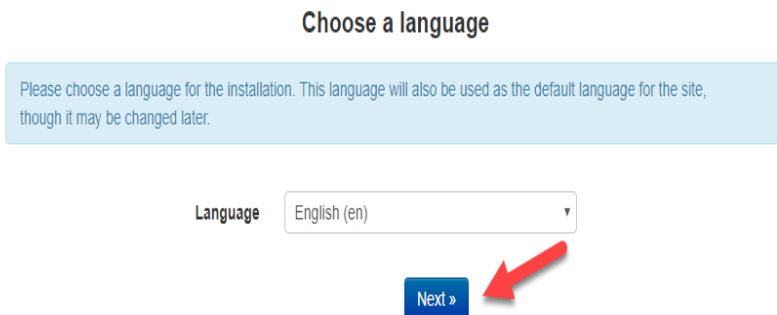 Choose a language
Please choose a language for the installation. This language will also be used as the default language for the site,
though it may be changed later.
Language English (en)
Next »